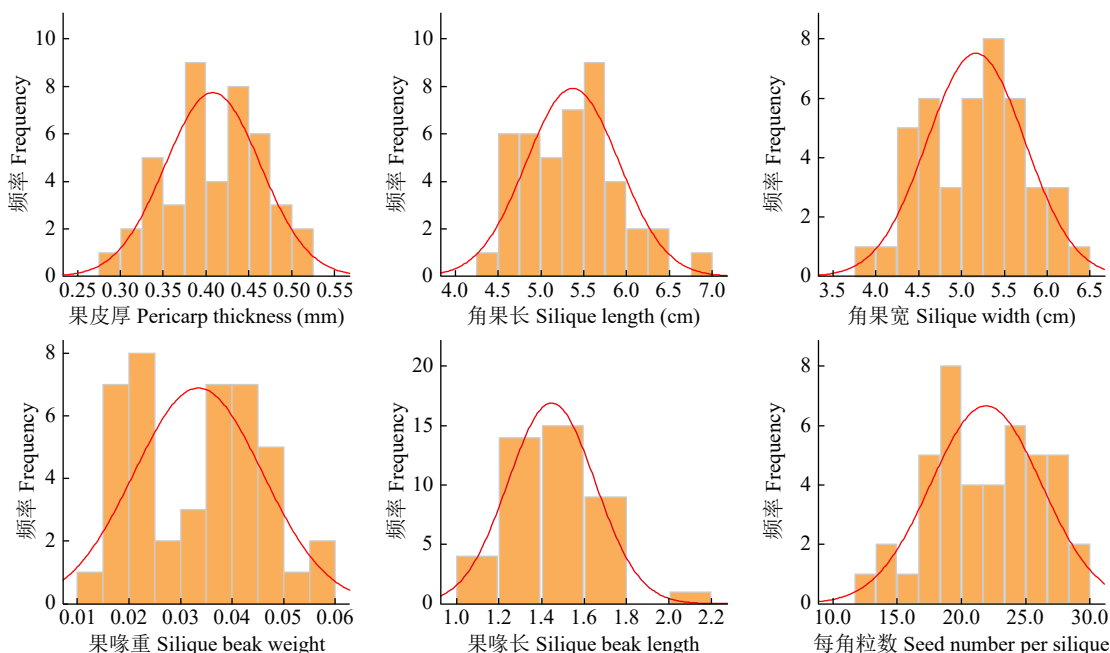 10
8
6
4
2
0
频率 Frequency
0.25 0.30 0.35 0.40 0.45 0.50 0.55
果皮厚 Pericarp thickness (mm)
10
8
6
4
2
0
频率 Frequency
4.0 4.5 5.0 5.5 6.0 6.5 7.0
角果长 Silique length (cm)
8
6
4
2
0
频率 Frequency
3.5 4.0 4.5 5.0 5.5 6.0 6.5
角果宽 Silique width (cm)
8
6
4
2
0
频率 Frequency
0.01 0.02 0.03 0.04 0.05 0.06
果喙重 Silique beak weight
20
15
10
5
0
频率 Frequency
1.0 1.2 1.4 1.6 1.8 2.0 2.2
果喙长 Silique beak length
8
6
4
2
0
频率 Frequency
10.0 15.0 20.0 25.0 30.0
每角粒数 Seed number per silique